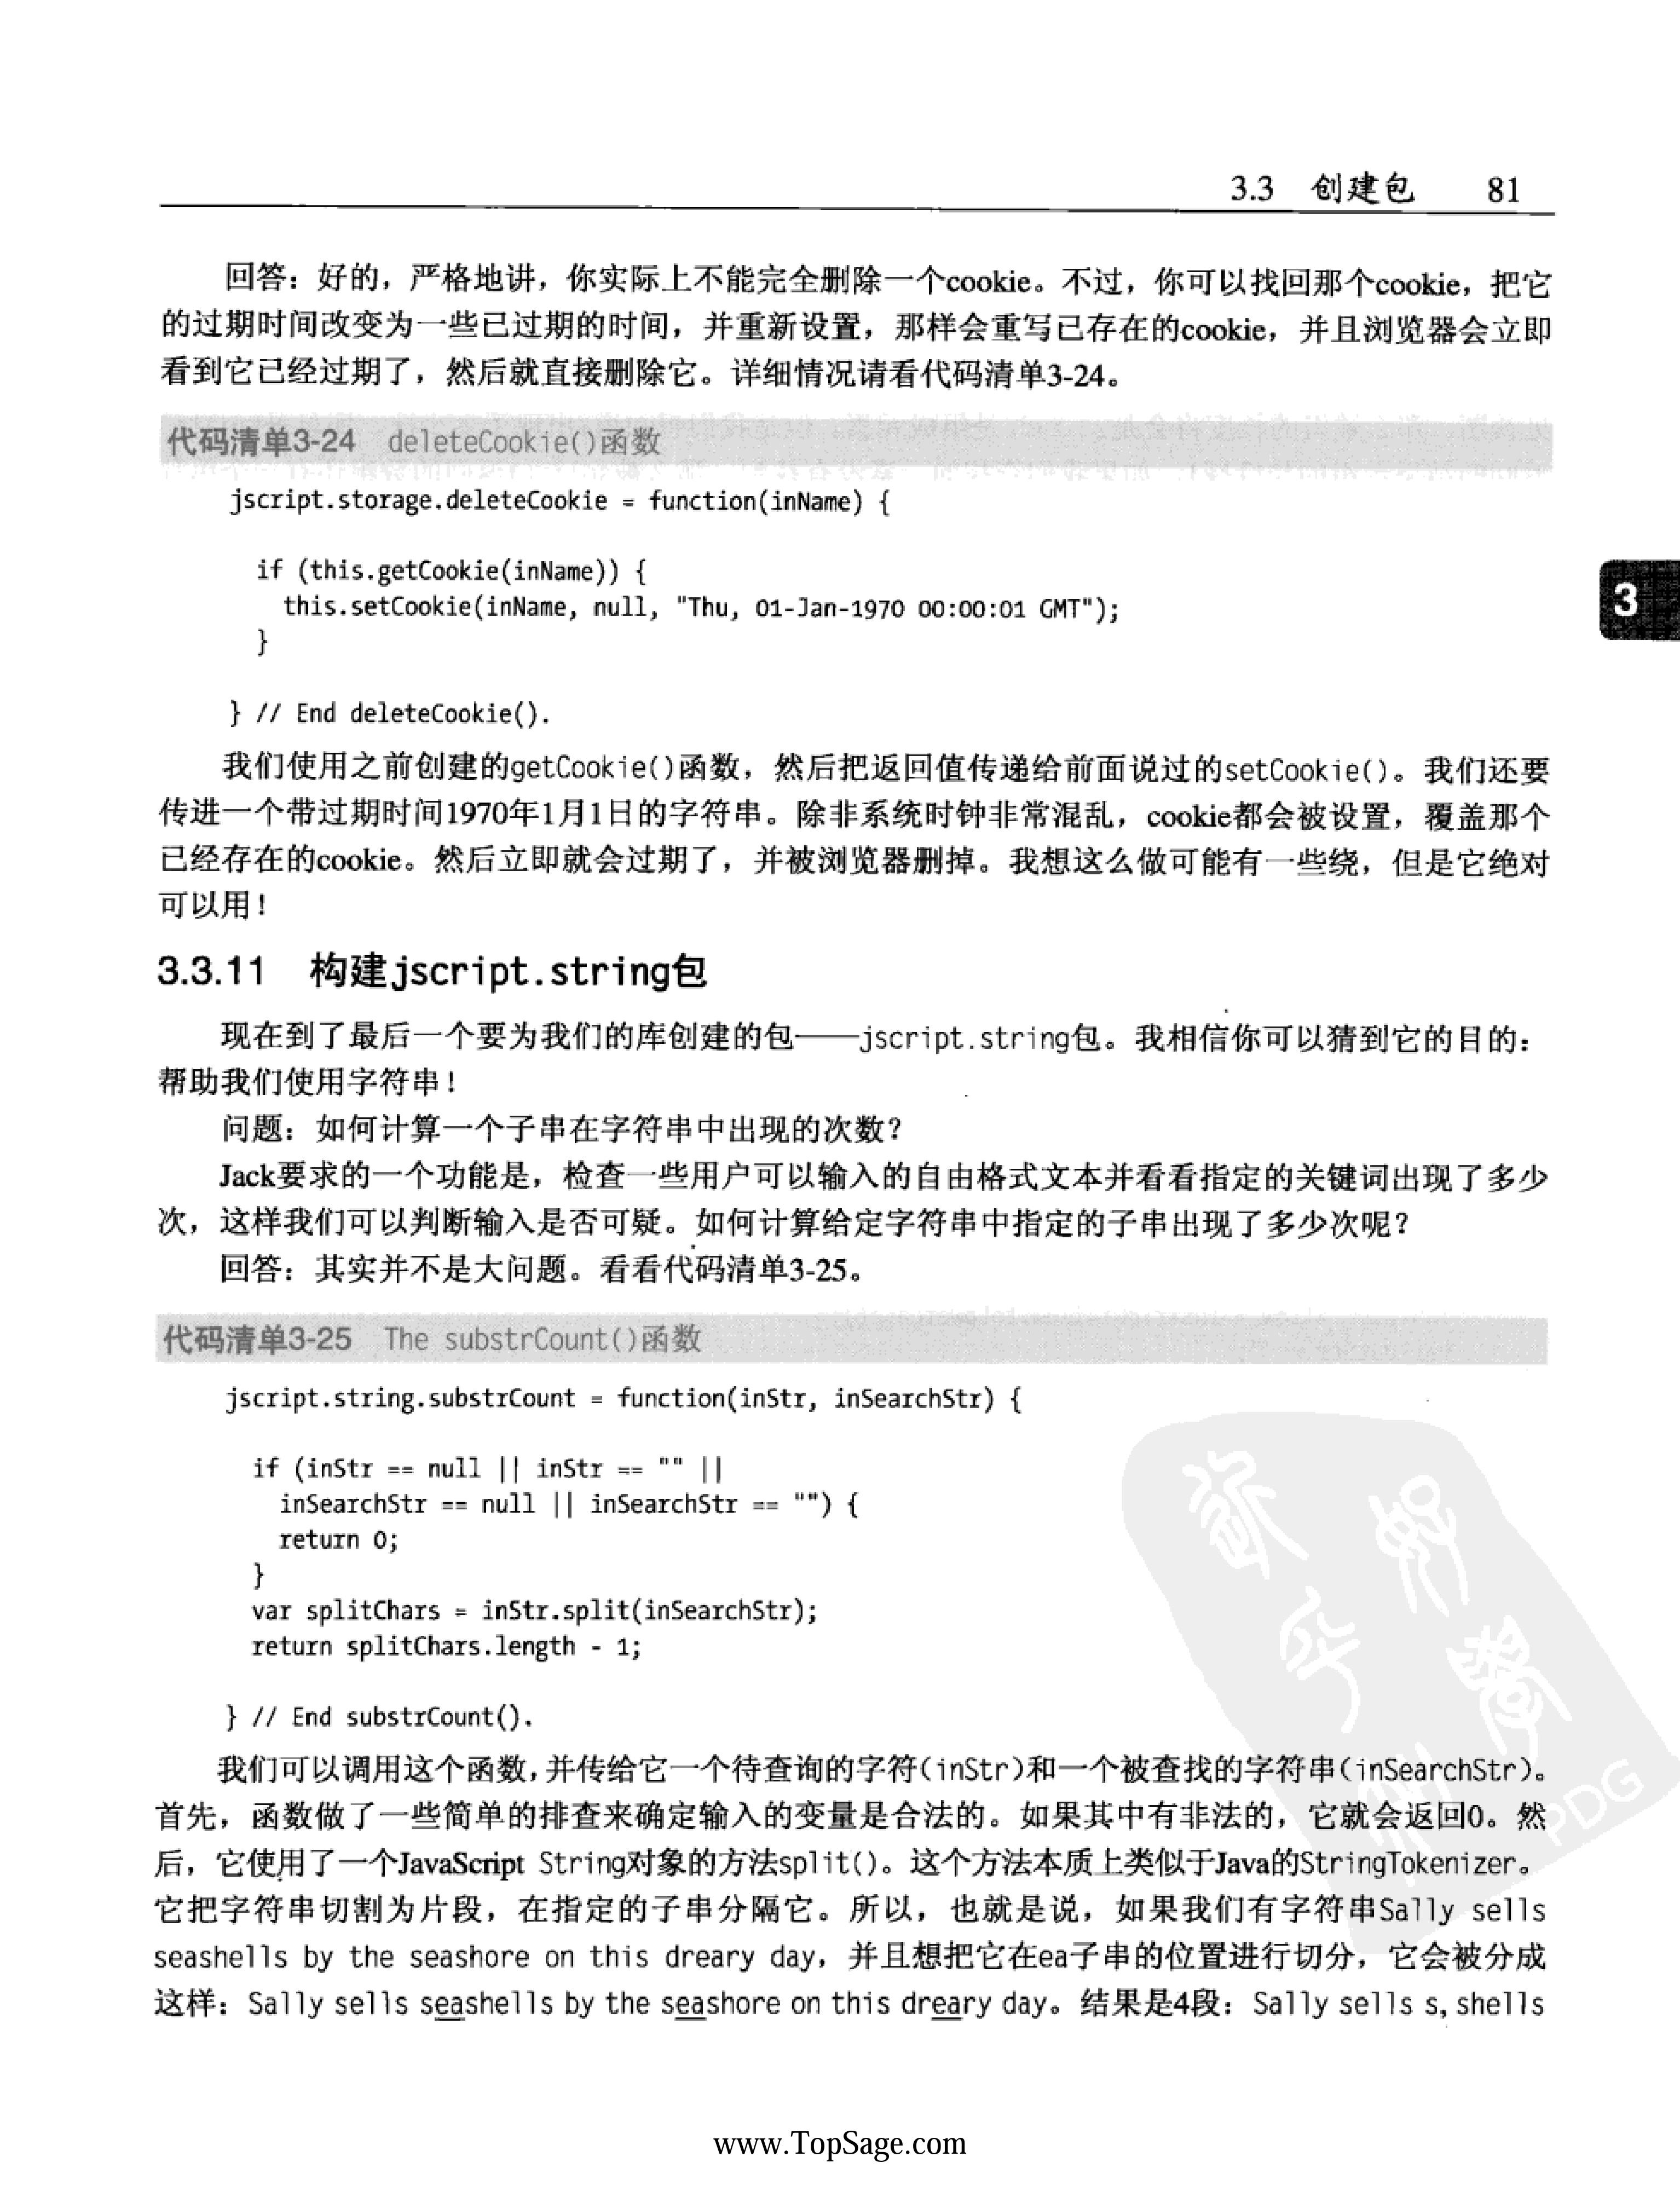 3.3 创建包 81
回答：好的，严格地讲，你实际上不能完全删除一个cookie。不过，你可以找回那个cookie，把它
的过期时间改变为一些已过期的时间，并重新设置，那样会重写已存在的cookie，并且浏览器会立即
看到它已经过期了，然后就直接删除它。详细情况请看代码清单3-24。
代码清单3-24 deleteCookie()函数
jscript.storage.deleteCookie = function(inName) {
if (this.getCookie(inName)) {
this.setCookie(inName, null, "Thu, 01-Jan-1970 00:00:01 GMT");
}
} // End deleteCookie().
3
我们使用之前创建的getCookie()函数，然后把返回值传递给前面说过的setCookie()。我们还要
传进一个带过期时间1970年1月1日的字符串。除非系统时钟非常混乱，cookie都会被设置，覆盖那个
已经存在的cookie。然后立即就会过期了，并被浏览器删掉。我想这么做可能有一些绕，但是它绝对
可以用！
3.3.11 构建jscript.string包
现在到了最后一个要为我们的库创建的包——jscript.string包。我相信你可以猜到它的目的：
帮助我们使用字符串！
问题：如何计算一个子串在字符串中出现的次数？
Jack要求的一个功能是，检查一些用户可以输入的自由格式文本并看看指定的关键词出现了多少
次，这样我们可以判断输入是否可疑。如何计算给定字符串中指定的子串出现了多少次呢？
回答：其实并不是大问题。看看代码清单3-25。
代码清单3-25 The substrCount()函数
jscript.string.substrCount = function(inStr, inSearchStr) {
if (inStr == null || inStr == "" ||
inSearchStr == null || inSearchStr == "") {
return 0;
}
var splitChars = inStr.split(inSearchStr);
return splitChars.length - 1;
} // End substrCount().
我们可以调用这个函数，并传给它一个待查询的字符(inStr)和一个被查找的字符串(inSearchStr)。
首先，函数做了一些简单的排查来确定输入的变量是合法的。如果其中有非法的，它就会返回0。然
后，它使用了一个JavaScript String对象的方法split()。这个方法本质上类似于Java的StringTokenizer。
它把字符串切割为片段，在指定的子串分隔它。所以，也就是说，如果我们有字符串Sally sells
seashells by the seashore on this dreary day，并且想把它在ea子串的位置进行切分，它会被分成
这样：Sally sells seashells by the seashore on this dreary day。结果是4段：Sally sells s, shells
PDG
www.TopSage.com